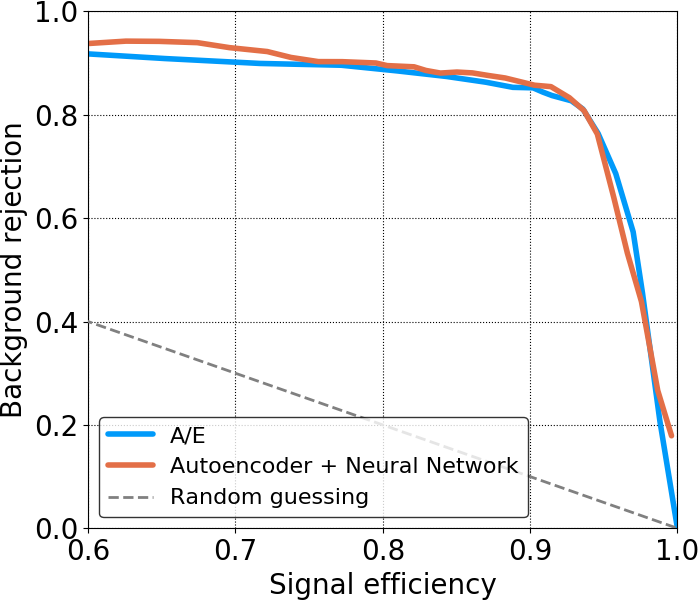 1.0
0.8
0.6
0.4
0.2
0.0
Background rejection
A/E
Autoencoder + Neural Network
Random guessing
0.6 0.7 0.8 0.9 1.0
Signal efficiency